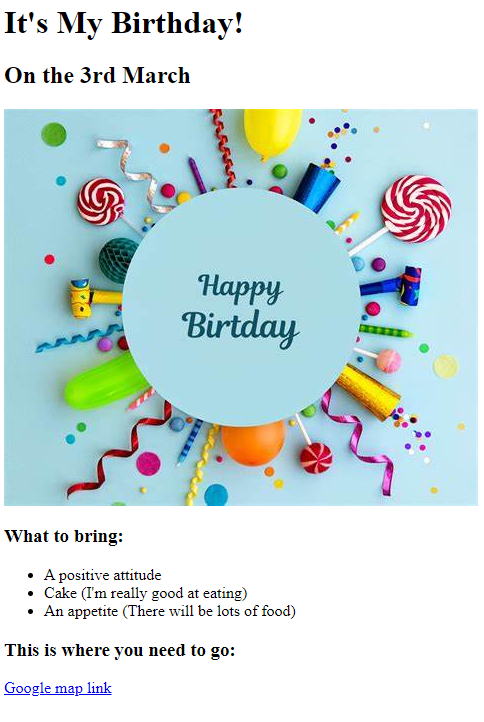 It's My Birthday!
On the 3rd March
Happy
Birtday
What to bring:
A positive attitude
Cake (I'm really good at eating)
An appetite (There will be lots of food)
This is where you need to go:
Google map link